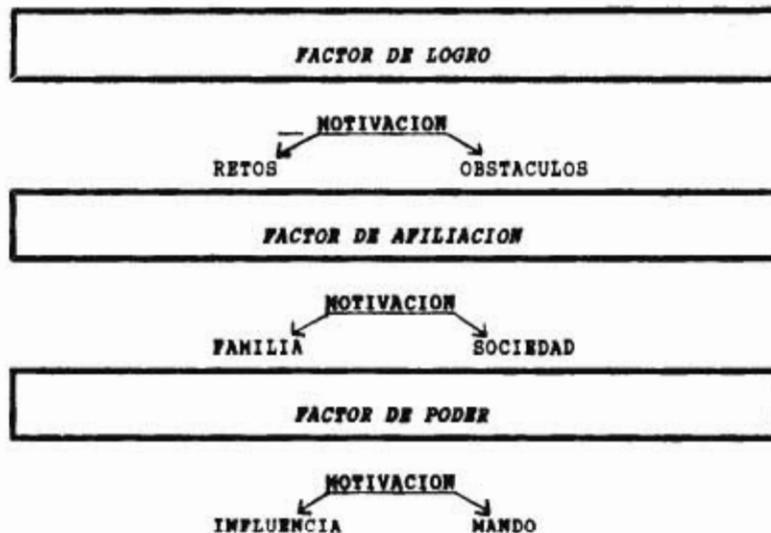 FACTOR DE LOGRO
MOTIVACION
RETOS OBSTACULOS
FACTOR DE AFILIACION
MOTIVACION
FAMILIA SOCIEDAD
FACTOR DE PODER
MOTIVACION
INFLUENCIA MANDO